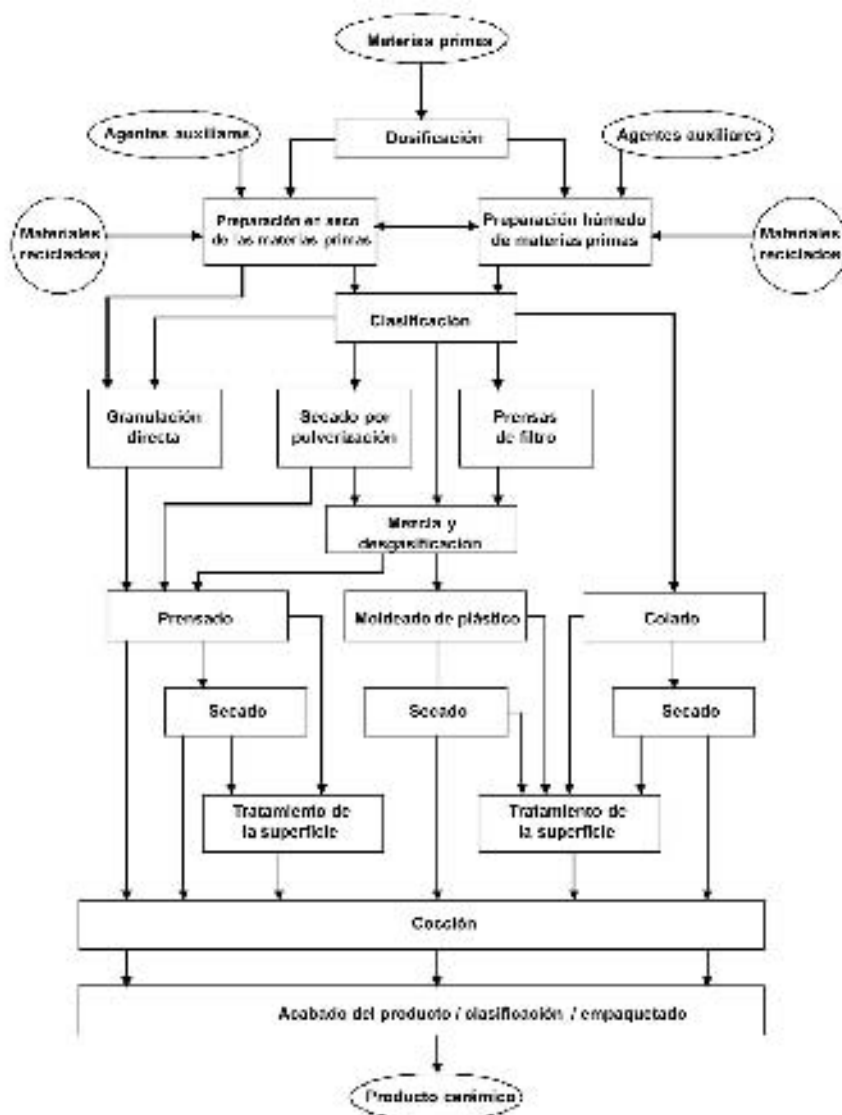 Materias primas
Agentes auxiliares
Dosificación
Agentes auxiliares
Materiales
reciclados
Preparación en seco
de las materias primas
Preparación húmedo
de materias primas
Materiales
reciclados
Clasificación
Granulación
directa
Secado por
pulverización
Prensas
de filtro
Mezcla y
desgasificación
Prensado
Moldeado de plástico
Colado
Secado
Secado
Secado
Tratamiento de
la superficie
Tratamiento de
la superficie
Cocción
Acabado del producto / clasificación / empaquetado
Producto cerámico